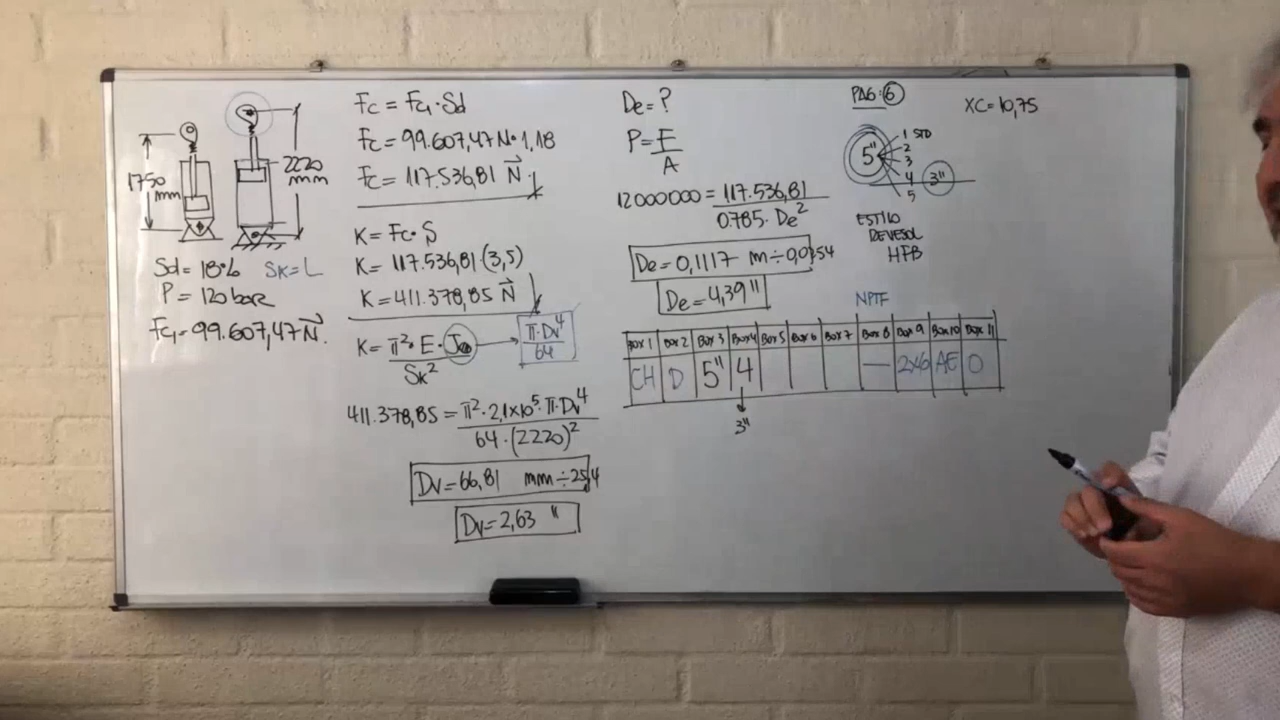 1750 mm
2220 mm
Sd = 18%  SK = L
P = 120 bar
FC1 = 99.607,47 N
FC = FC1 · Sd
FC = 99.607,47 N · 1,18
FC = 117.536,81 N
K = FC · S
K = 117.536,81 · (3,5)
K = 411.378,85 N
K = π² · E · J / SK² → π · Dv⁴ / 64
411.378,85 = π² · 2,1x10⁵ · π · Dv⁴ / 64 · (2220)²
Dv = 66,81 mm ÷ 25,4
Dv = 2,63 "
De = ?
P = F / A
12000000 = 117.536,81 / 0.785 · De²
De = 0,1117 m ÷ 0,0254
De = 4,39 "
PAG: 6
5"
1 STD
2
3
4 3"
5
ESTILO
DE VESOL
HFB
XC = 10,75
NPTF
Box 1 Box 2 Box 3 Box 4 Box 5 Box 6 Box 7 Box 8 Box 9 Box 10 Box 11
CH D 5" 4 — 2x6 AE 0
3"